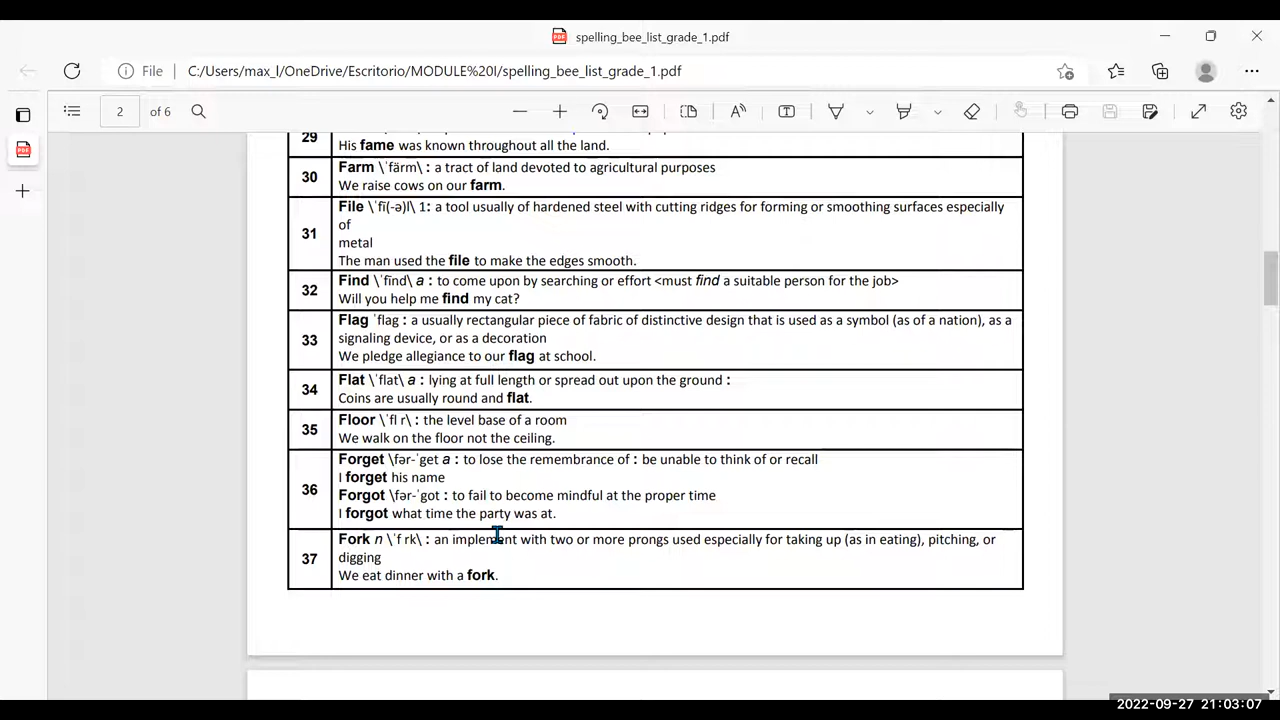 spelling_bee_list_grade_1.pdf
File C:/Users/max_l/OneDrive/Escritorio/MODULE%20I/spelling_bee_list_grade_1.pdf
2 of 6
29
His fame was known throughout all the land.
30
Farm \ˈfärm\ : a tract of land devoted to agricultural purposes
We raise cows on our farm.
31
File \ˈfī(-ə)l\ 1: a tool usually of hardened steel with cutting ridges for forming or smoothing surfaces especially
of
metal
The man used the file to make the edges smooth.
32
Find \ˈfīnd\ a : to come upon by searching or effort <must find a suitable person for the job>
Will you help me find my cat?
33
Flag ˈflag : a usually rectangular piece of fabric of distinctive design that is used as a symbol (as of a nation), as a
signaling device, or as a decoration
We pledge allegiance to our flag at school.
34
Flat \ˈflat\ a : lying at full length or spread out upon the ground :
Coins are usually round and flat.
35
Floor \ˈfl r\ : the level base of a room
We walk on the floor not the ceiling.
36
Forget \fər-ˈget a : to lose the remembrance of : be unable to think of or recall
I forget his name
Forgot \fər-ˈgot : to fail to become mindful at the proper time
I forgot what time the party was at.
37
Fork n \ˈf rk\ : an implement with two or more prongs used especially for taking up (as in eating), pitching, or
digging
We eat dinner with a fork.
2022-09-27 21:03:07